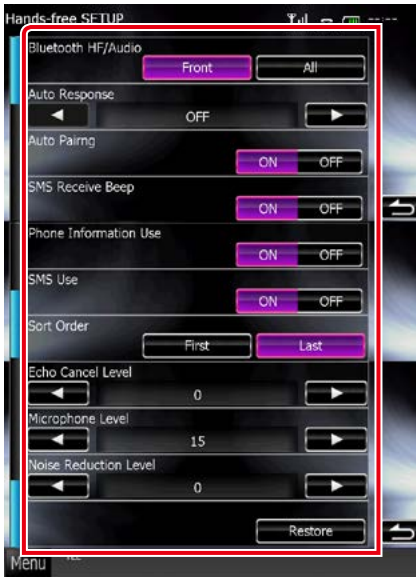 Hands-free SETUP --:--
Bluetooth HF/Audio
Front All
Auto Response
OFF
Auto Pairng
ON OFF
SMS Receive Beep
ON OFF
Phone Information Use
ON OFF
SMS Use
ON OFF
Sort Order
First Last
Echo Cancel Level
0
Microphone Level
15
Noise Reduction Level
0
Restore
Menu